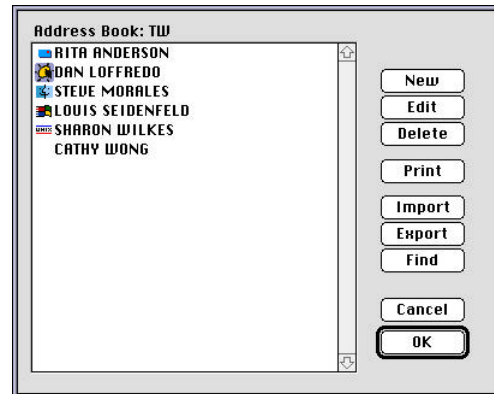 Address Book: TW
RITA ANDERSON
DAN LOFFREDO
STEVE MORALES
LOUIS SEIDENFELD
UNIX SHARON WILKES
CATHY WONG
New
Edit
Delete
Print
Import
Export
Find
Cancel
OK